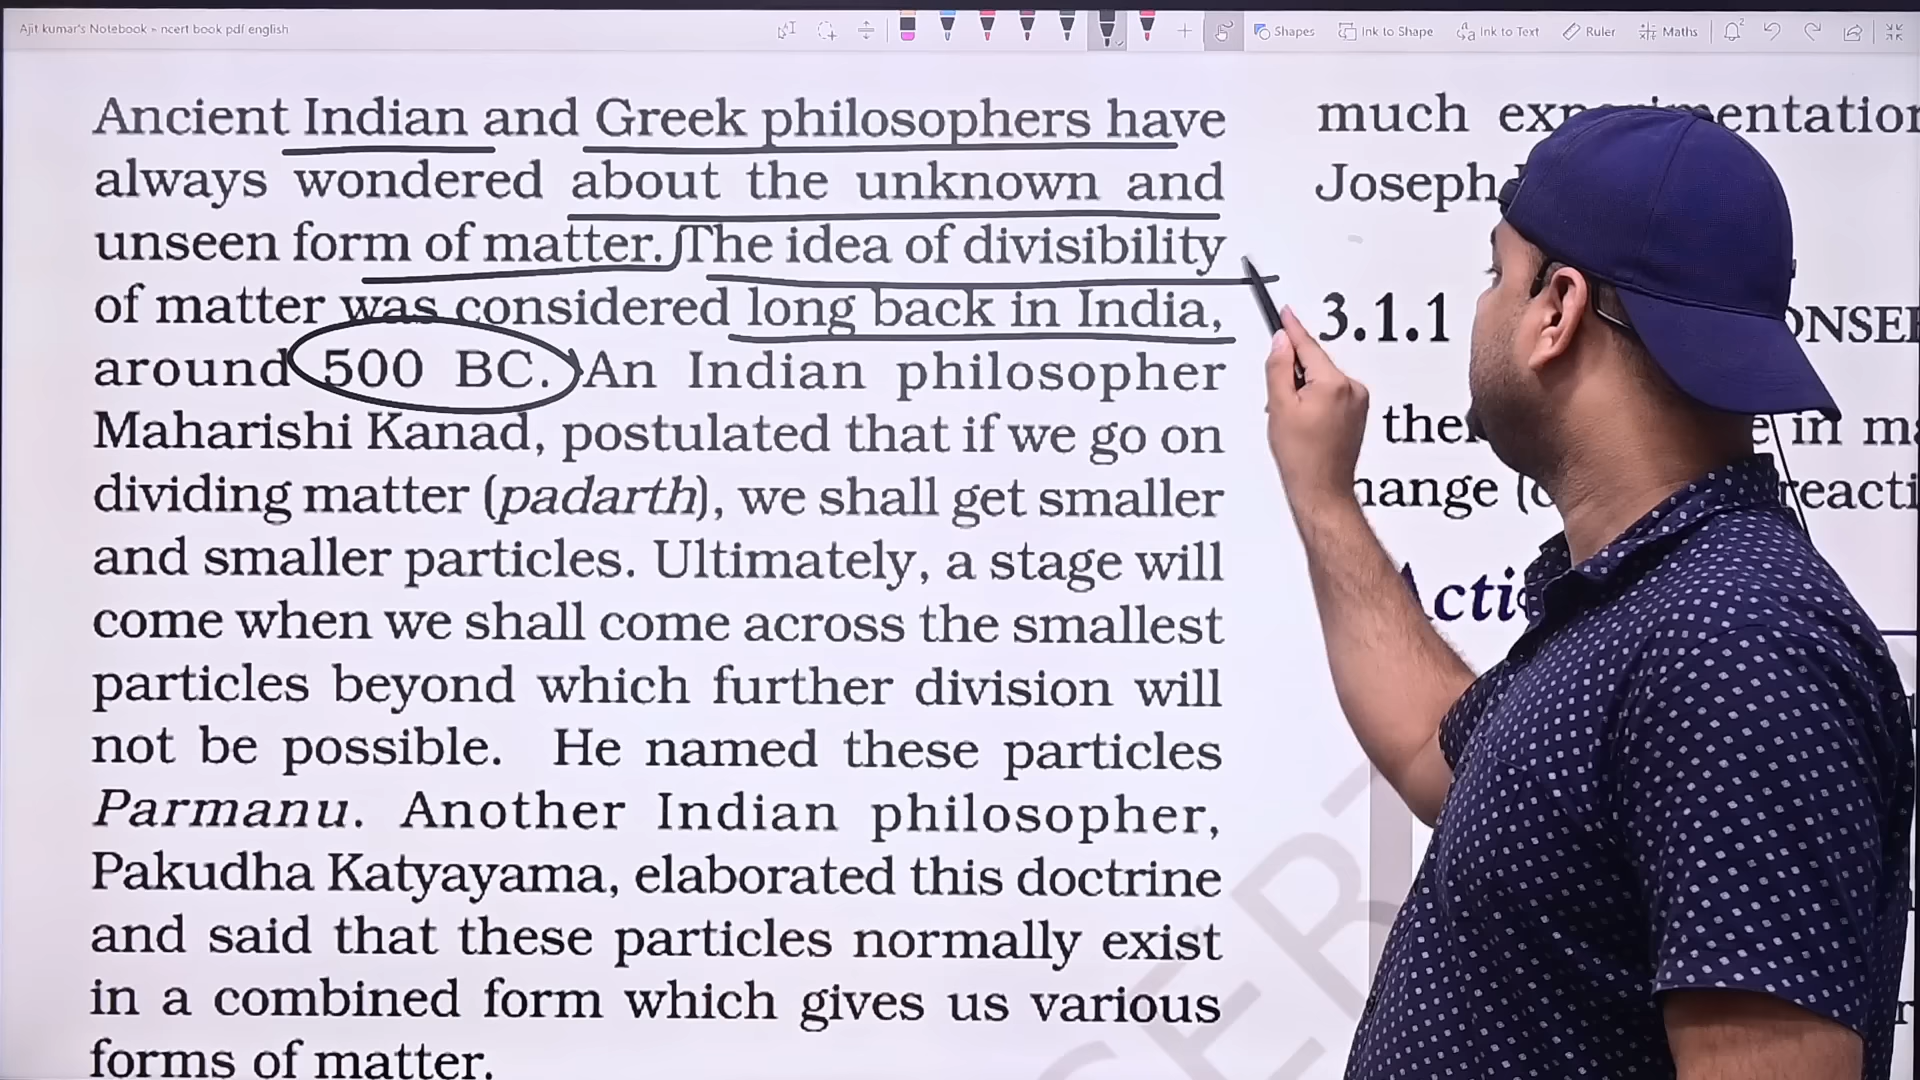 Ajit kumar's Notebook - ncert book pdf english
Shapes
Ink to Shape
Ink to Text
Ruler
Maths
2
Ancient Indian and Greek philosophers have
always wondered about the unknown and
unseen form of matter. The idea of divisibility
of matter was considered long back in India,
around 500 BC. An Indian philosopher
Maharishi Kanad, postulated that if we go on
dividing matter (padarth), we shall get smaller
and smaller particles. Ultimately, a stage will
come when we shall come across the smallest
particles beyond which further division will
not be possible. He named these particles
Parmanu. Another Indian philosopher,
Pakudha Katyayama, elaborated this doctrine
and said that these particles normally exist
in a combined form which gives us various
forms of matter.
much
Joseph
3.1.1
in